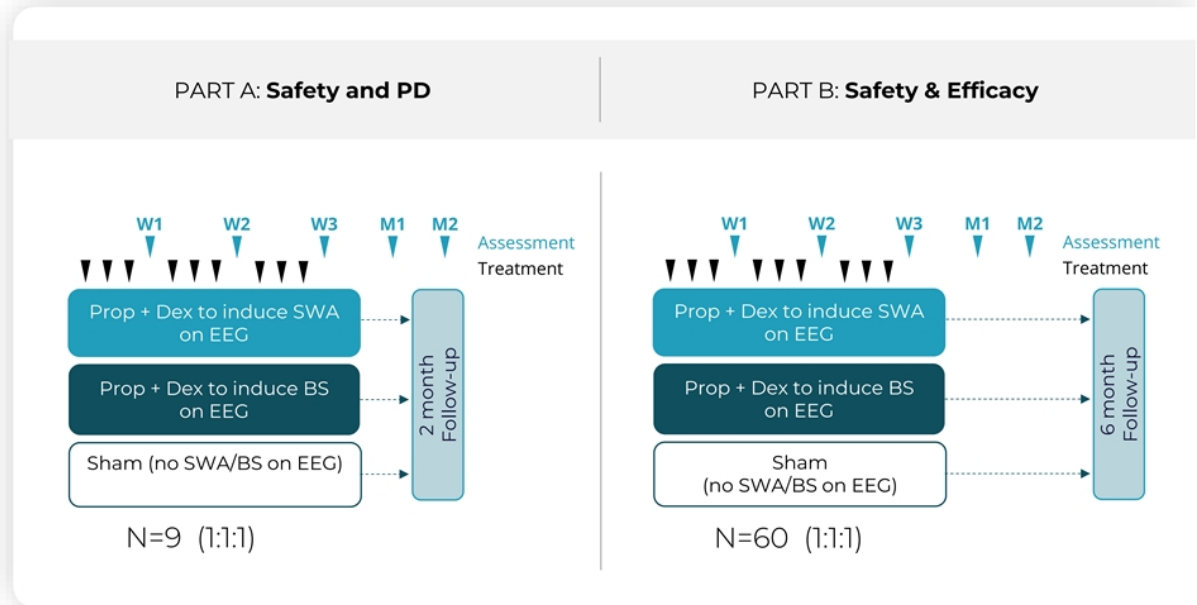 PART A: Safety and PD
W1 W2 W3 M1 M2
Assessment
Treatment
Prop + Dex to induce SWA
on EEG
Prop + Dex to induce BS
on EEG
Sham (no SWA/BS on EEG)
2 month
Follow-up
N=9 (1:1:1)
PART B: Safety & Efficacy
W1 W2 W3 M1 M2
Assessment
Treatment
Prop + Dex to induce SWA
on EEG
Prop + Dex to induce BS
on EEG
Sham
(no SWA/BS on EEG)
6 month
Follow-up
N=60 (1:1:1)